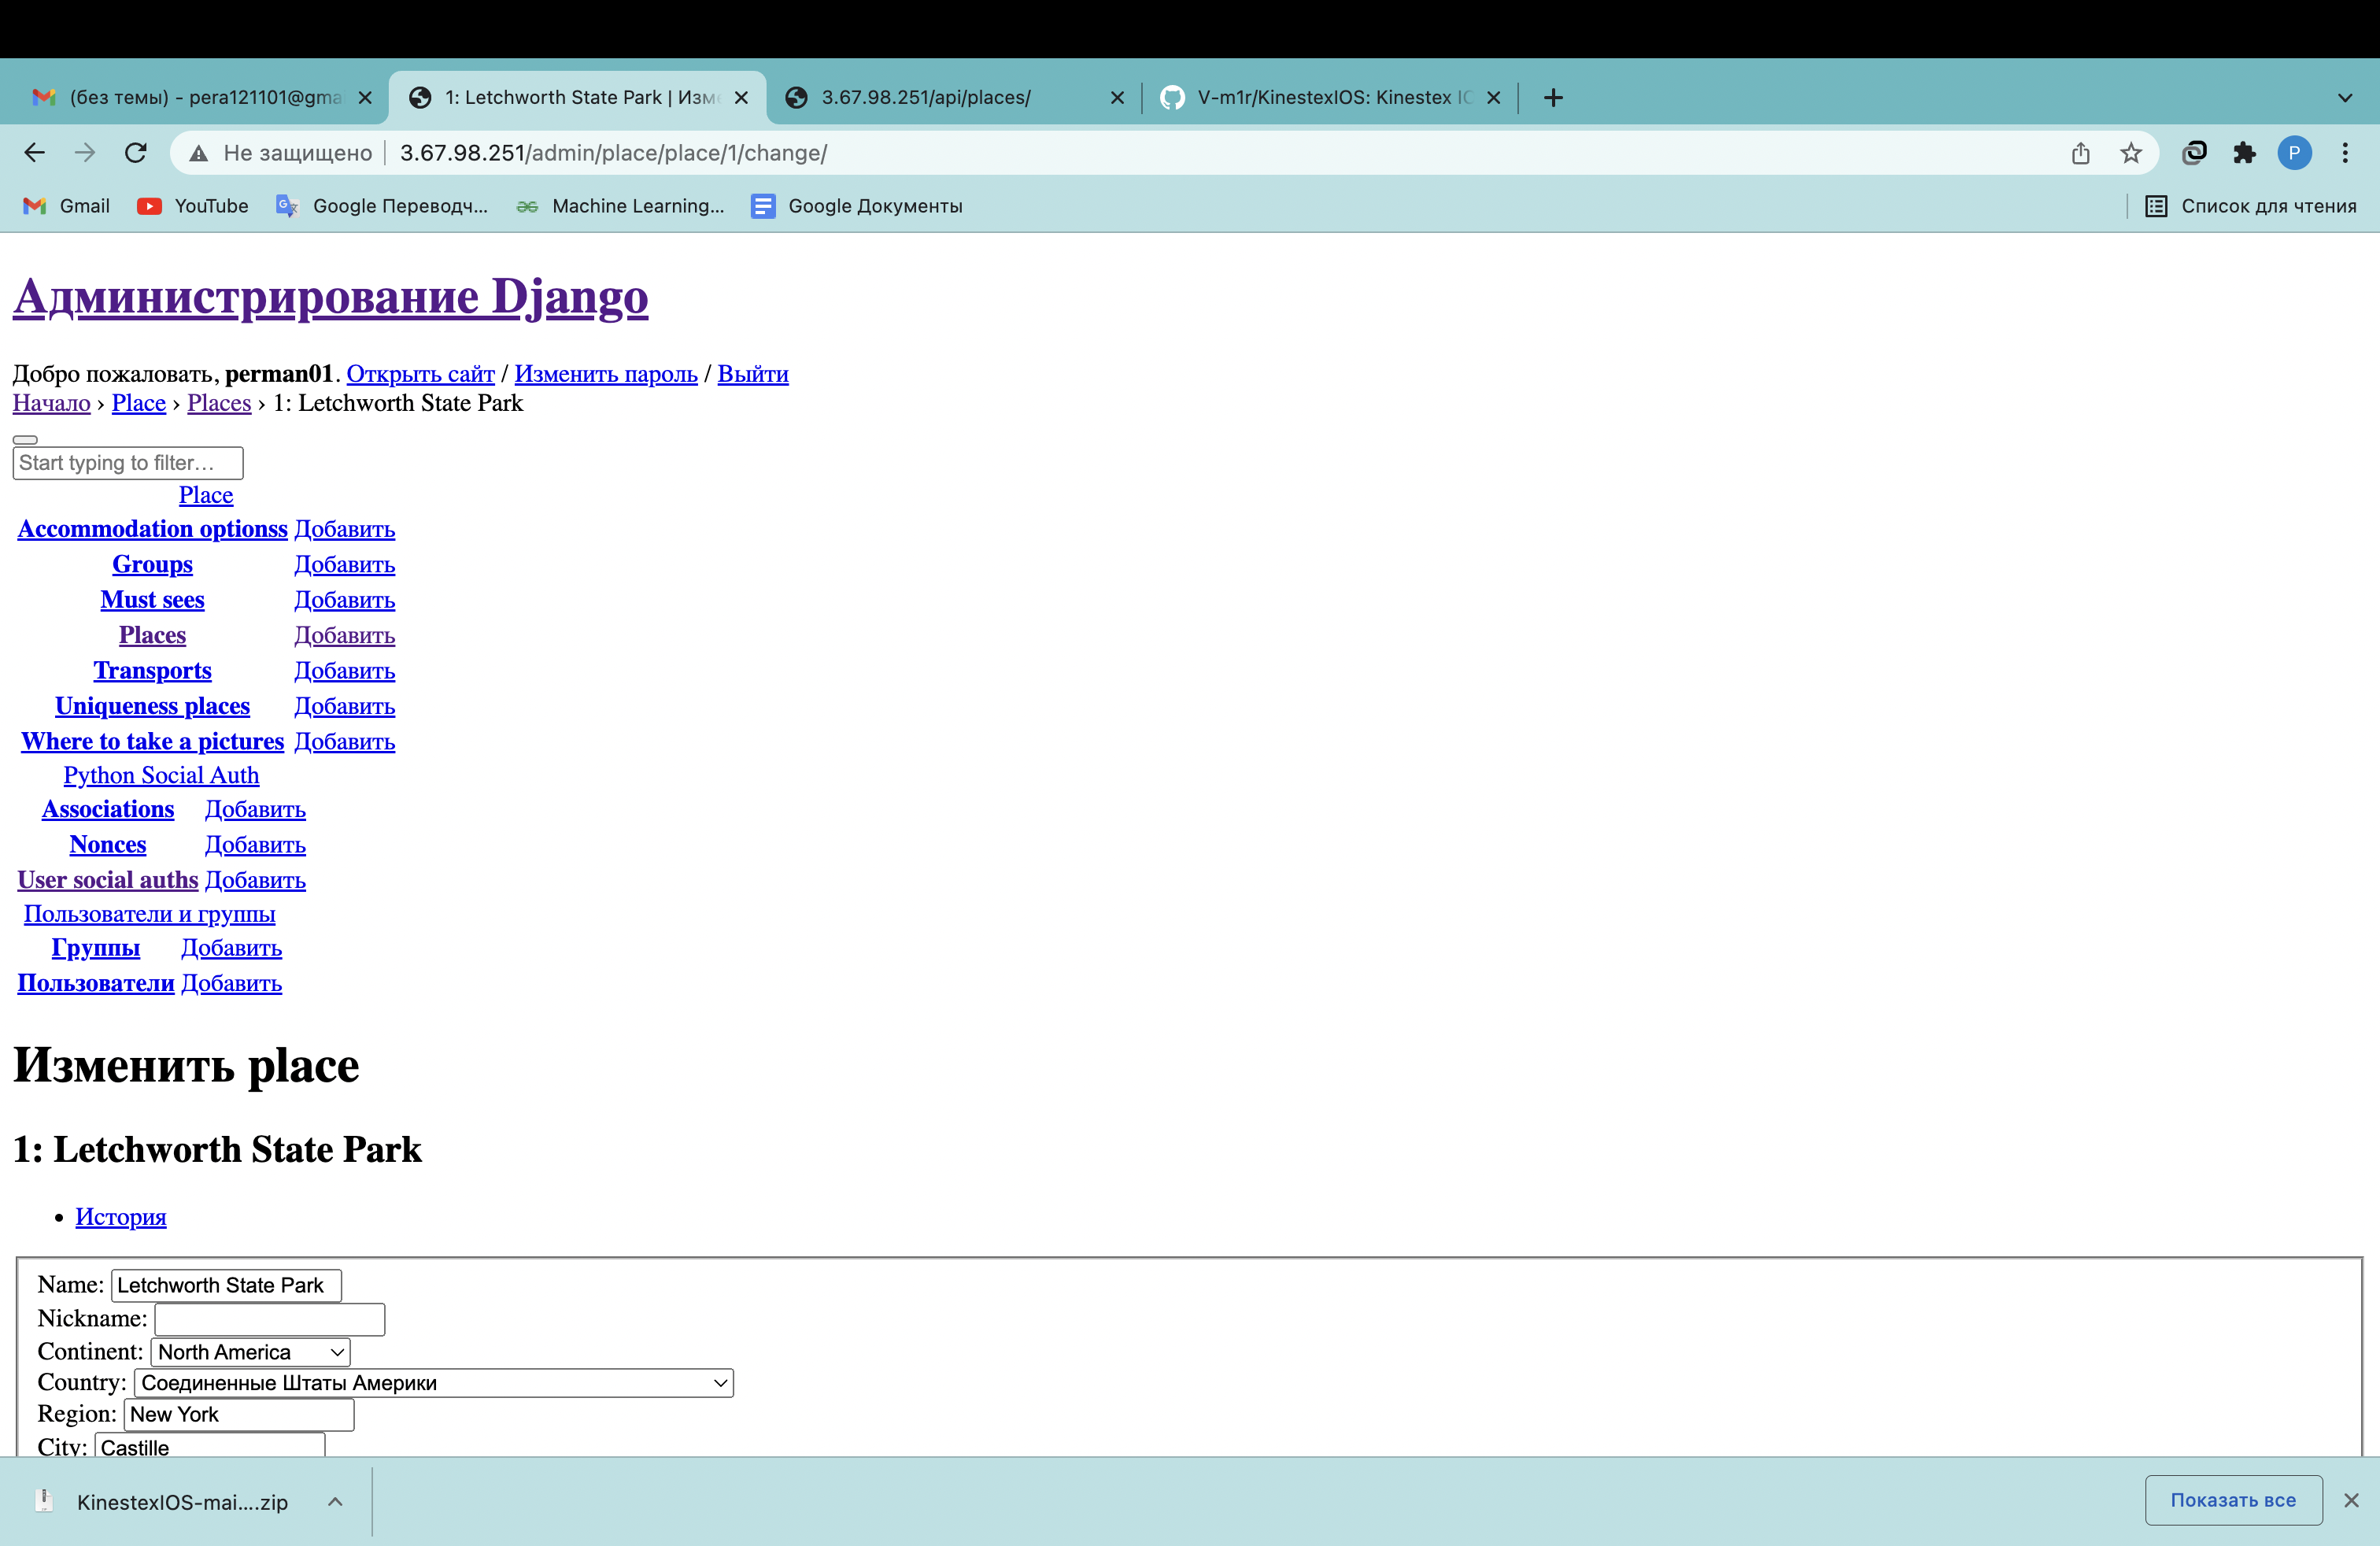 (без темы) - pera121101@gma
1: Letchworth State Park | Изм
3.67.98.251/api/places/
V-m1r/KinestexIOS: Kinestex IO
Не защищено
3.67.98.251/admin/place/place/1/change/
P
Gmail
YouTube
Google Переводч...
Machine Learning...
Google Документы
Список для чтения
Администрирование Django
Добро пожаловать, perman01. Открыть сайт / Изменить пароль / Выйти
Начало › Place › Places › 1: Letchworth State Park
Start typing to filter...
Place
Accommodation optionss Добавить
Groups Добавить
Must sees Добавить
Places Добавить
Transports Добавить
Uniqueness places Добавить
Where to take a pictures Добавить
Python Social Auth
Associations Добавить
Nonces Добавить
User social auths Добавить
Пользователи и группы
Группы Добавить
Пользователи Добавить
Изменить place
1: Letchworth State Park
• История
Name: Letchworth State Park
Nickname:
Continent: North America
Country: Соединенные Штаты Америки
Region: New York
City: Castille
KinestexIOS-mai....zip
Показать все